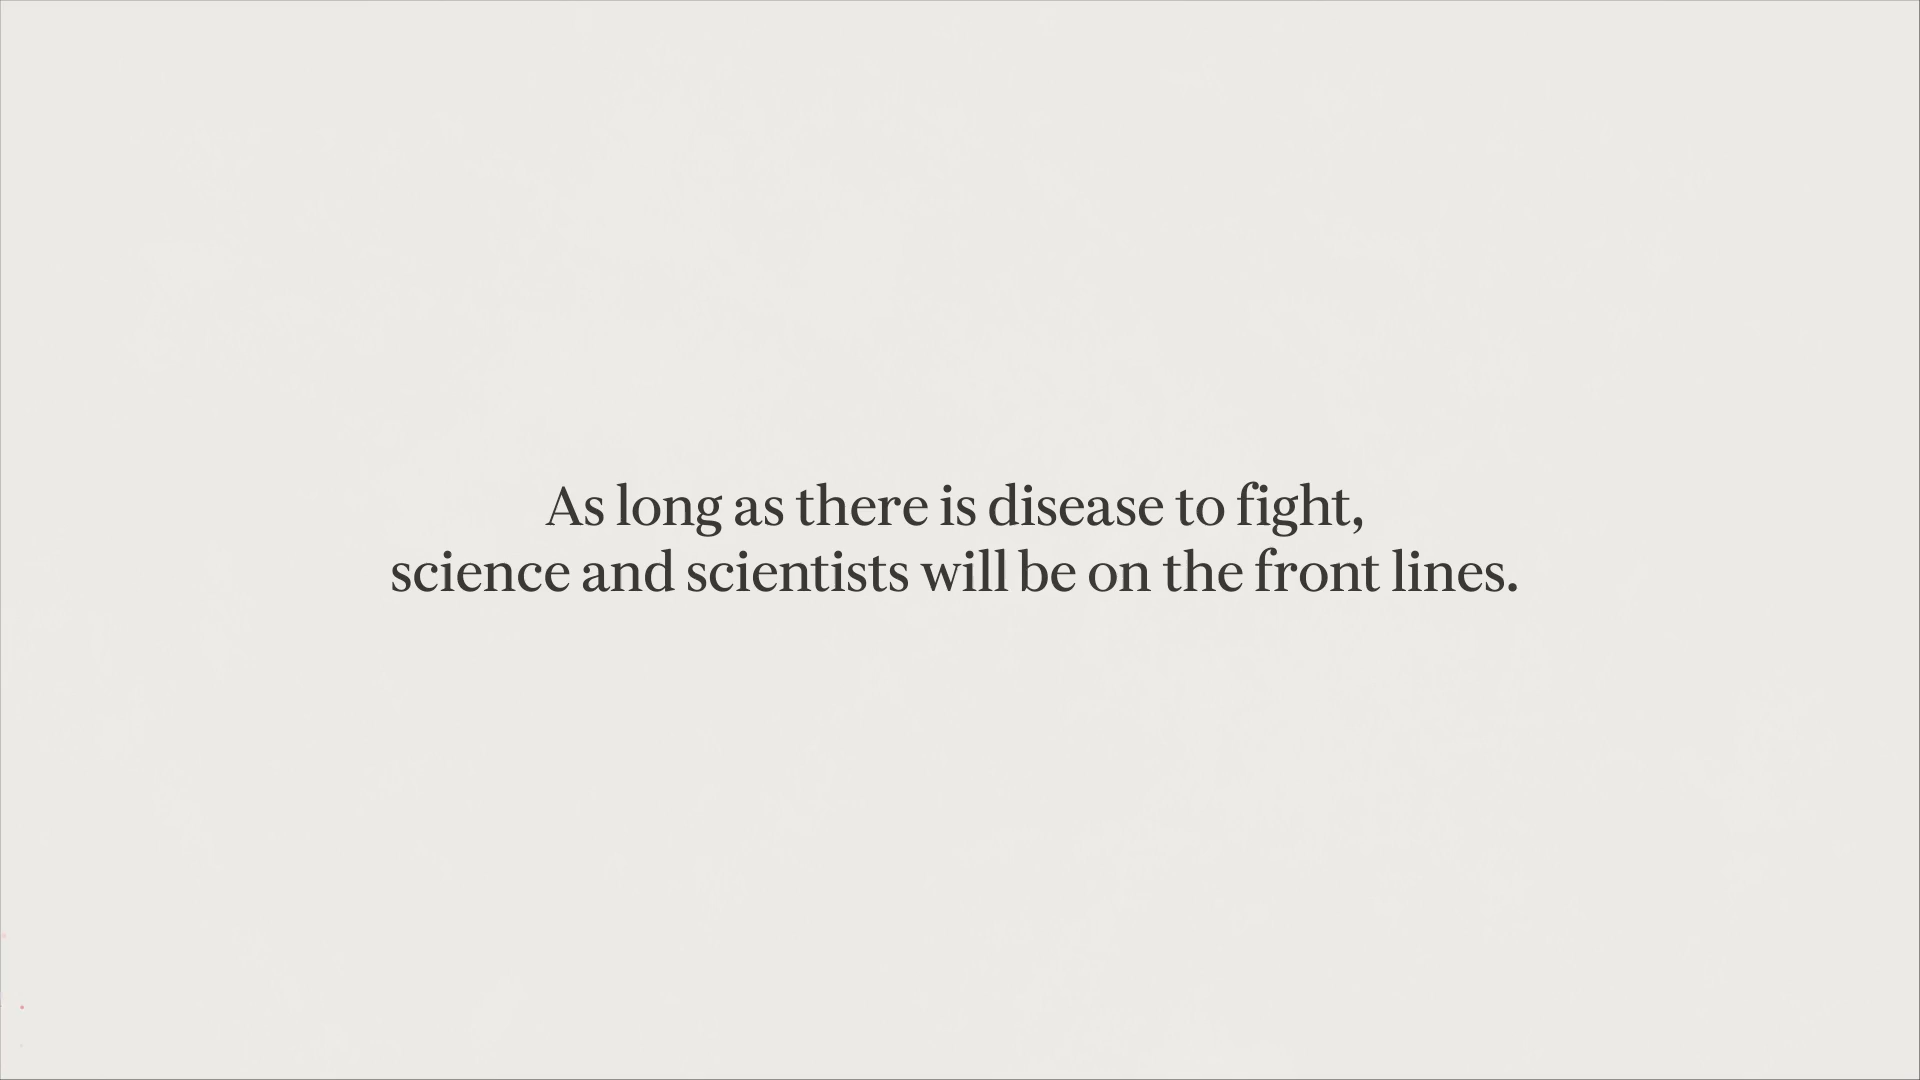 As long as there is disease to fight,
science and scientists will be on the front lines.